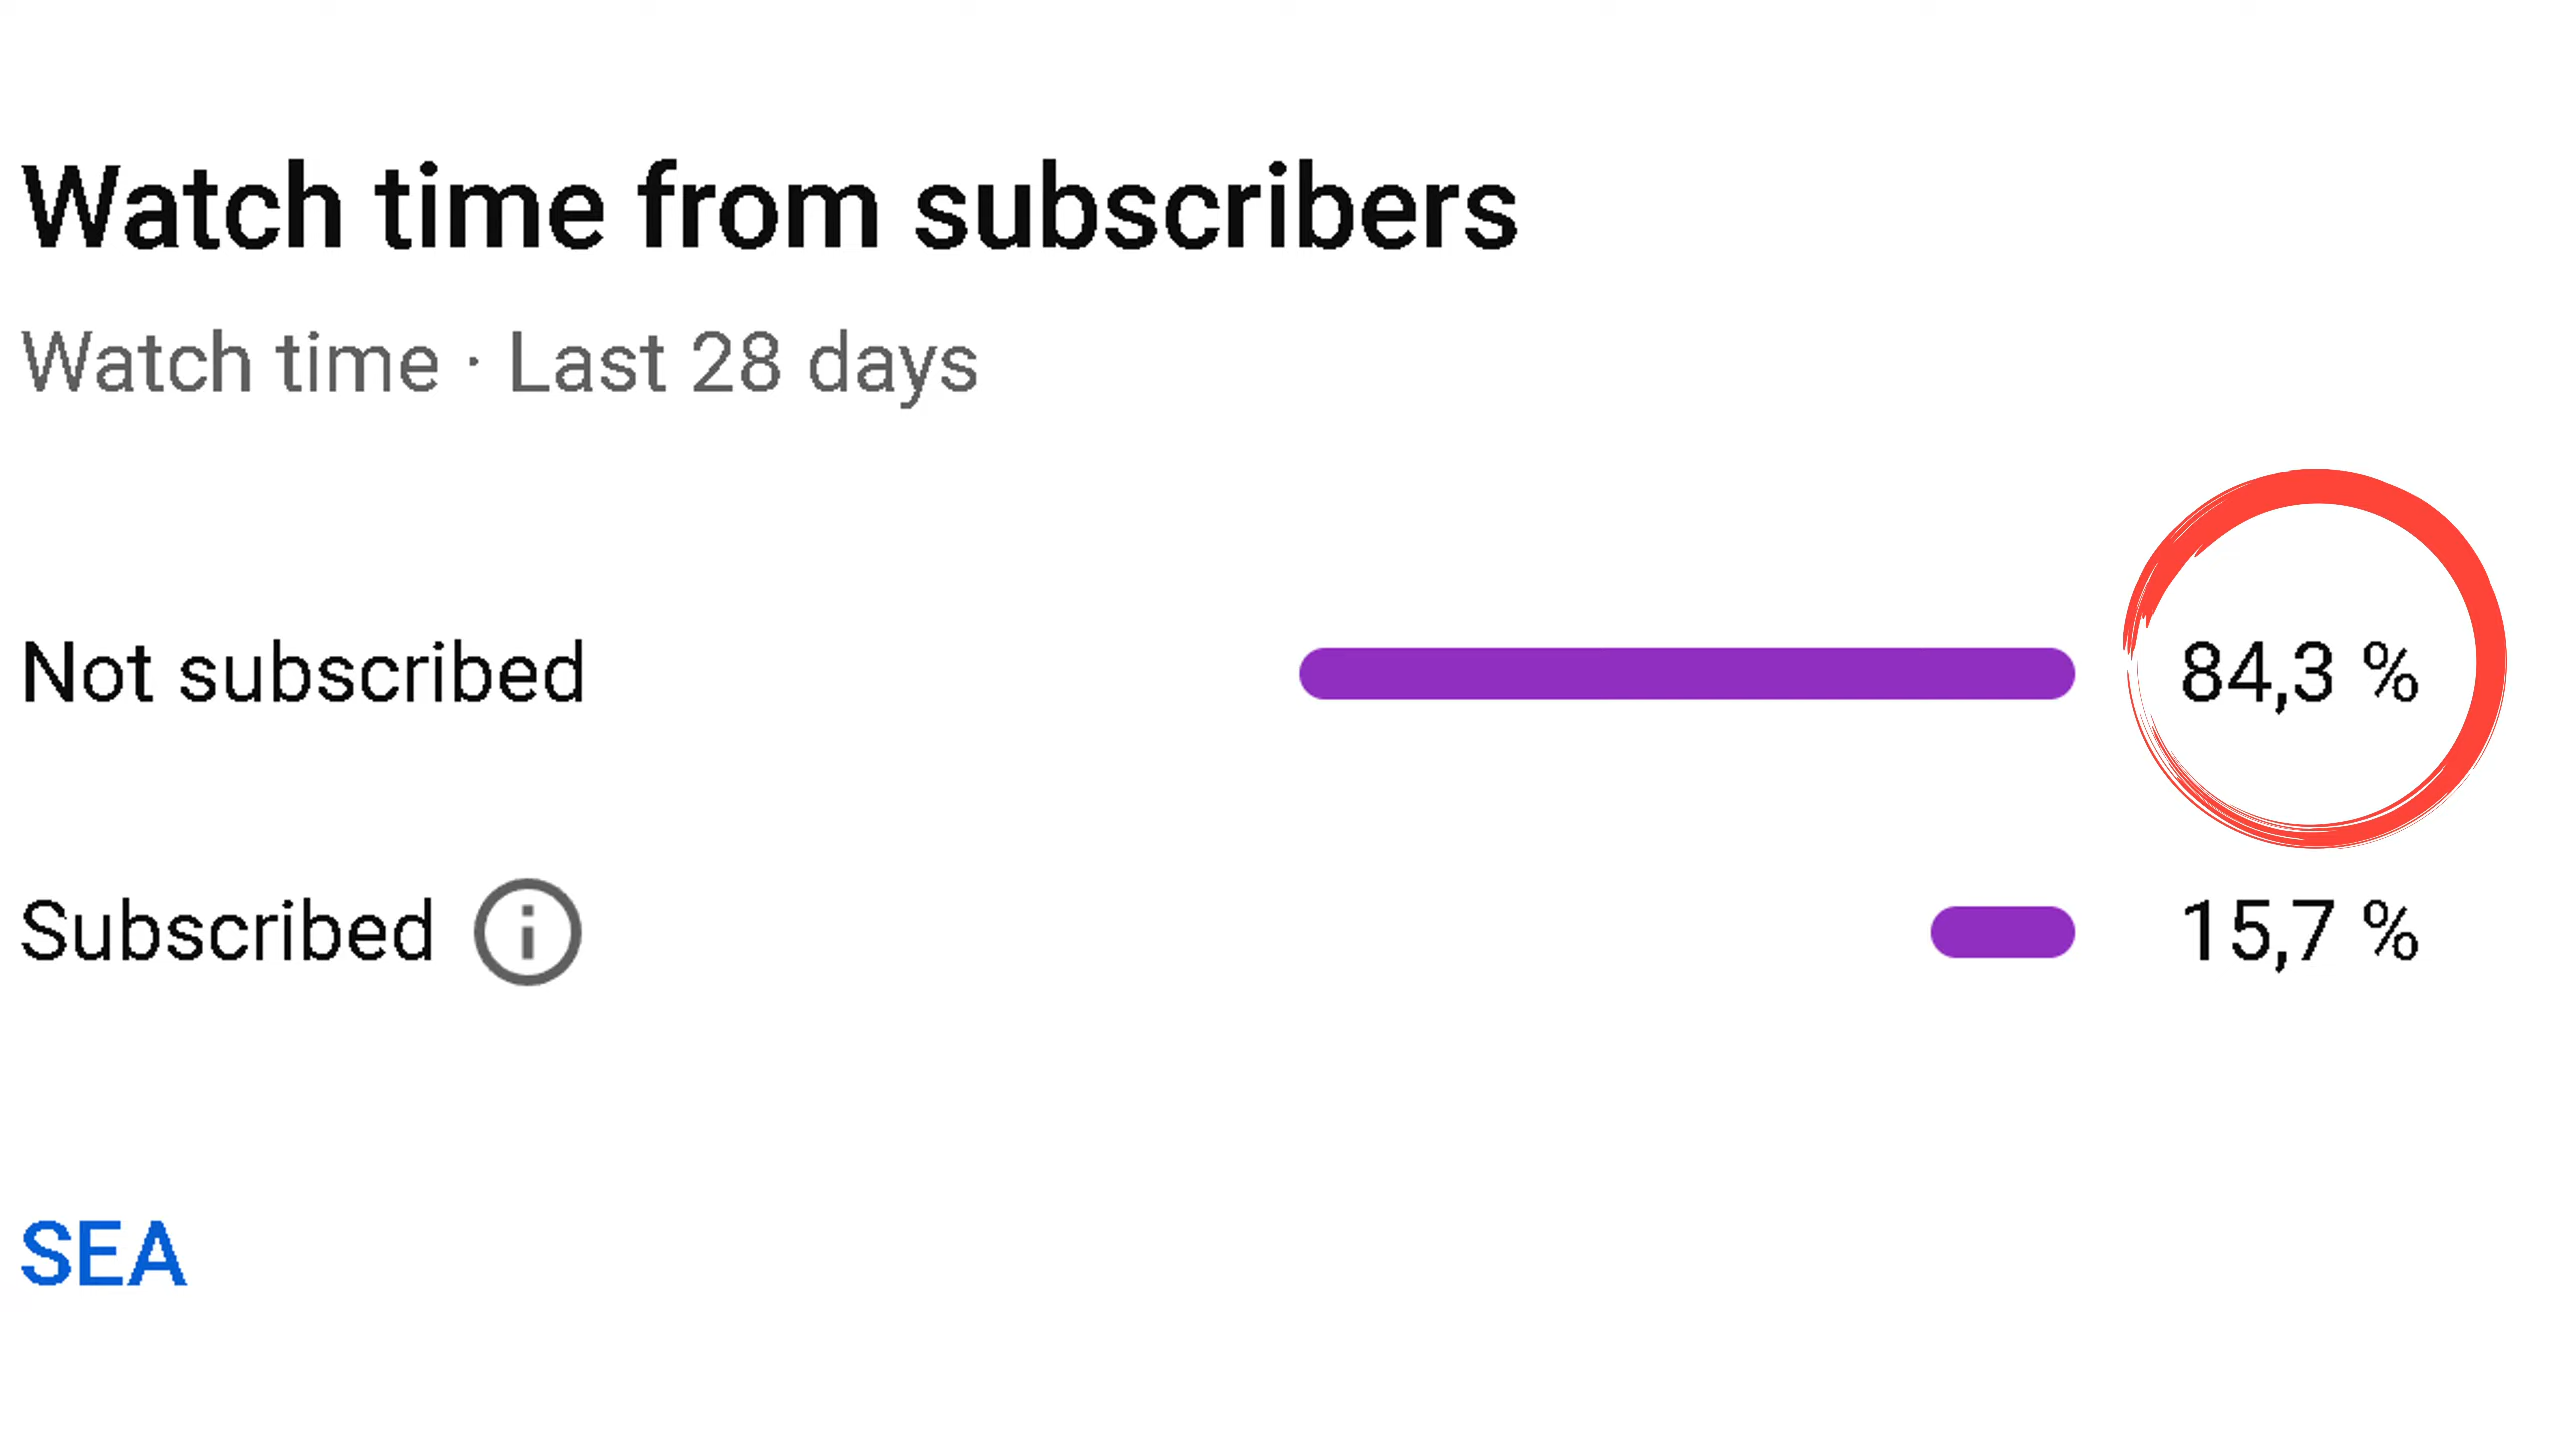 Watch time from subscribers
Watch time · Last 28 days
Not subscribed 84,3 %
Subscribed 15,7 %
SEA